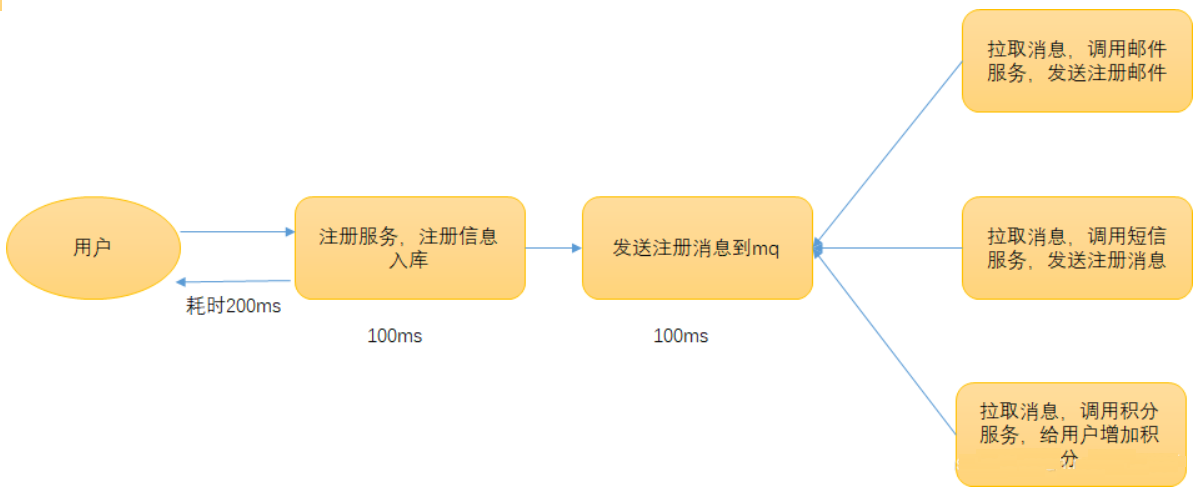 用户
耗时200ms
注册服务，注册信息
入库
100ms
发送注册消息到mq
100ms
拉取消息，调用邮件
服务，发送注册邮件
拉取消息，调用短信
服务，发送注册消息
拉取消息，调用积分
服务，给用户增加积
分